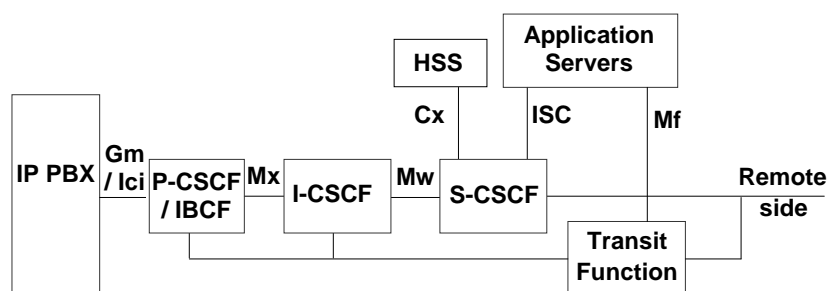 Application
Servers
HSS
Cx
ISC
Mf
IP PBX
Gm
/ Ici
P-CSCF
/ IBCF
Mx
I-CSCF
Mw
S-CSCF
Remote
side
Transit
Function